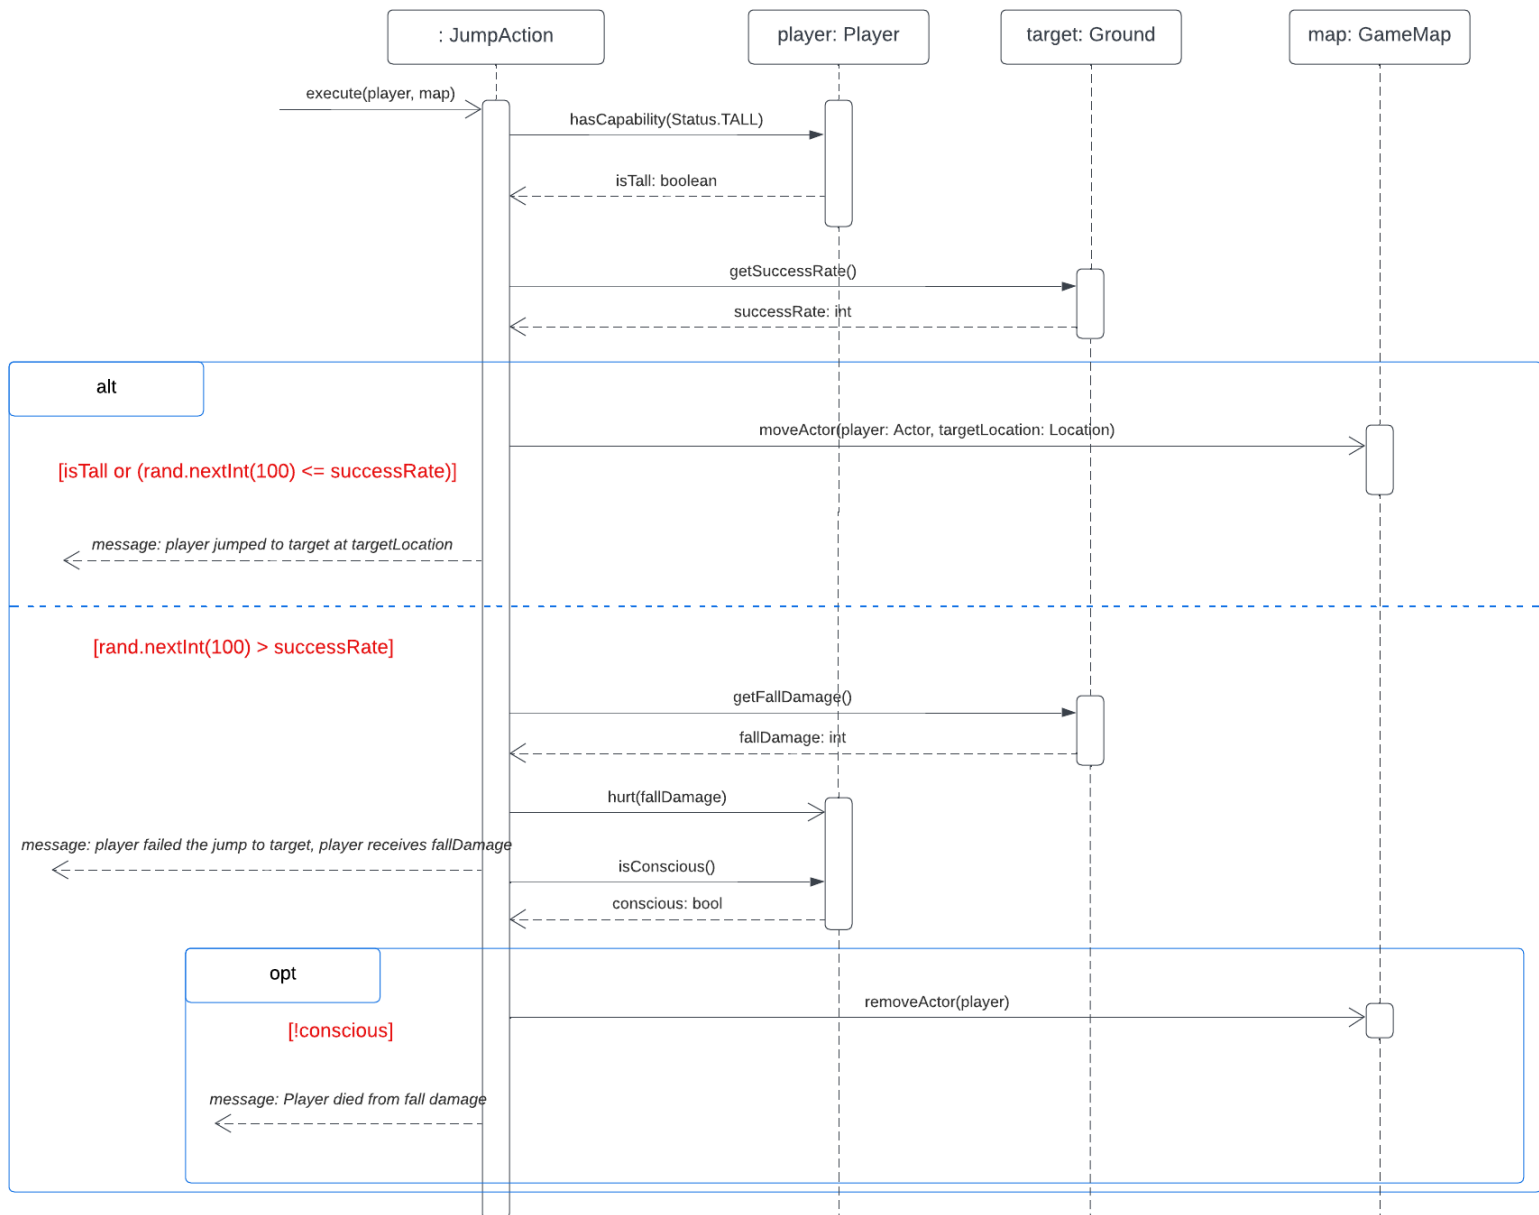 : JumpAction
player: Player
target: Ground
map: GameMap
execute(player, map)
hasCapability(Status.TALL)
isTall: boolean
getSuccessRate()
successRate: int
alt
moveActor(player: Actor, targetLocation: Location)
[isTall or (rand.nextInt(100) <= successRate)]
message: player jumped to target at targetLocation
[rand.nextInt(100) > successRate]
getFallDamage()
fallDamage: int
hurt(fallDamage)
message: player failed the jump to target, player receives fallDamage
isConscious()
conscious: bool
opt
removeActor(player)
[!conscious]
message: Player died from fall damage